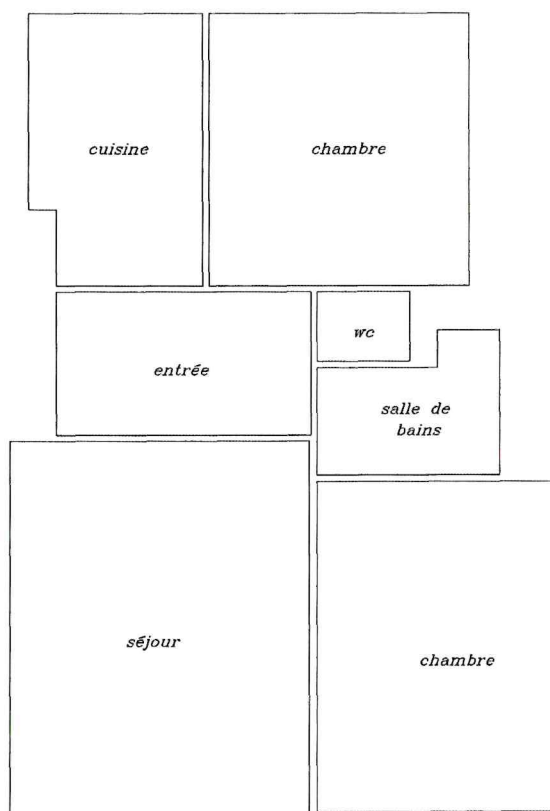 cuisine
chambre
wc
entrée
salle de
bains
séjour
chambre